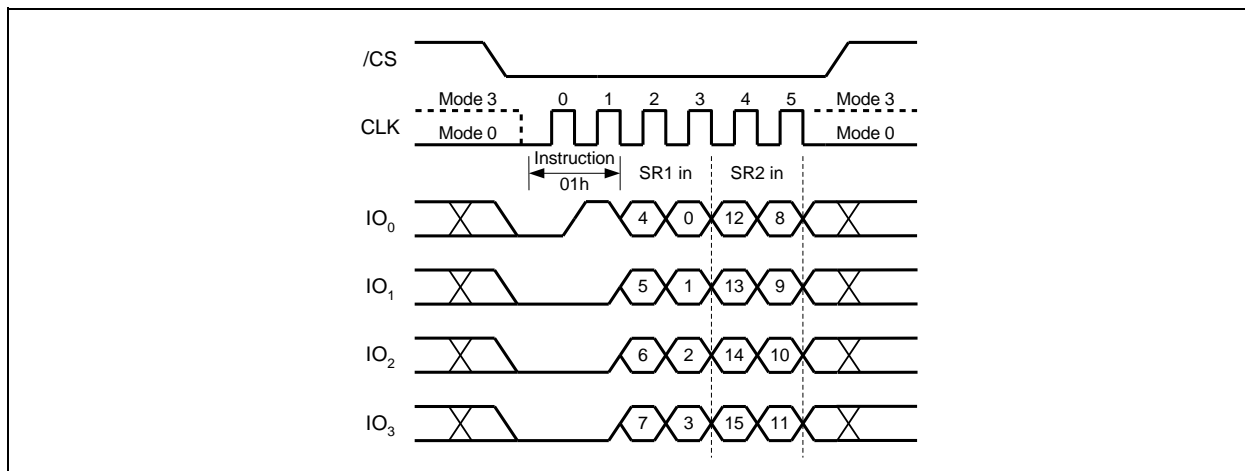 /CS
Mode 3 0 1 2 3 4 5 Mode 3
CLK Mode 0 Mode 0
Instruction
01h SR1 in SR2 in
IO0 4 0 12 8
IO1 5 1 13 9
IO2 6 2 14 10
IO3 7 3 15 11